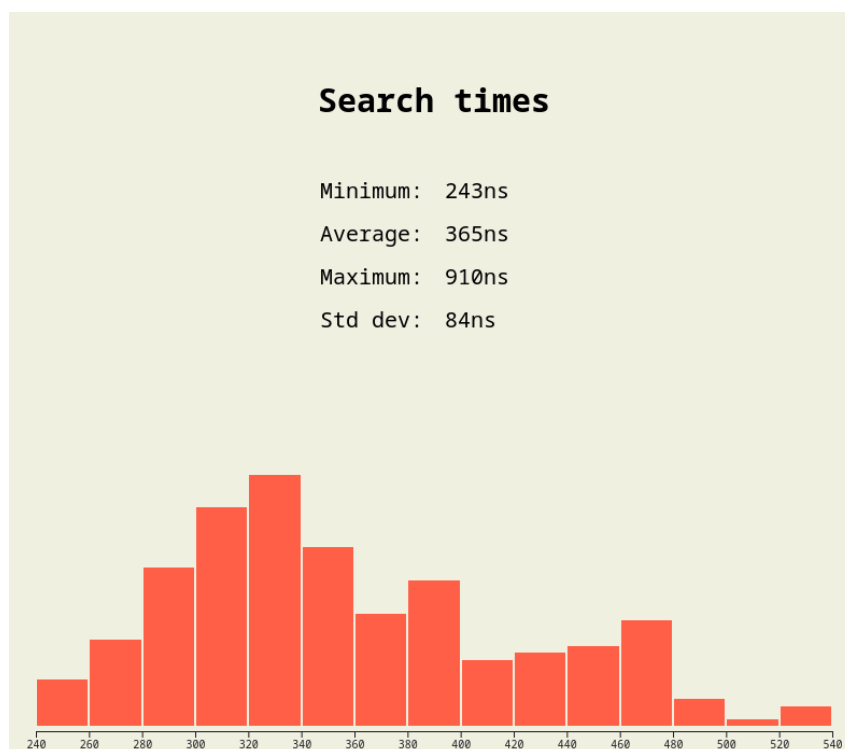 Search times
Minimum: 243ns
Average: 365ns
Maximum: 910ns
Std dev: 84ns
240 260 280 300 320 340 360 380 400 420 440 460 480 500 520 540